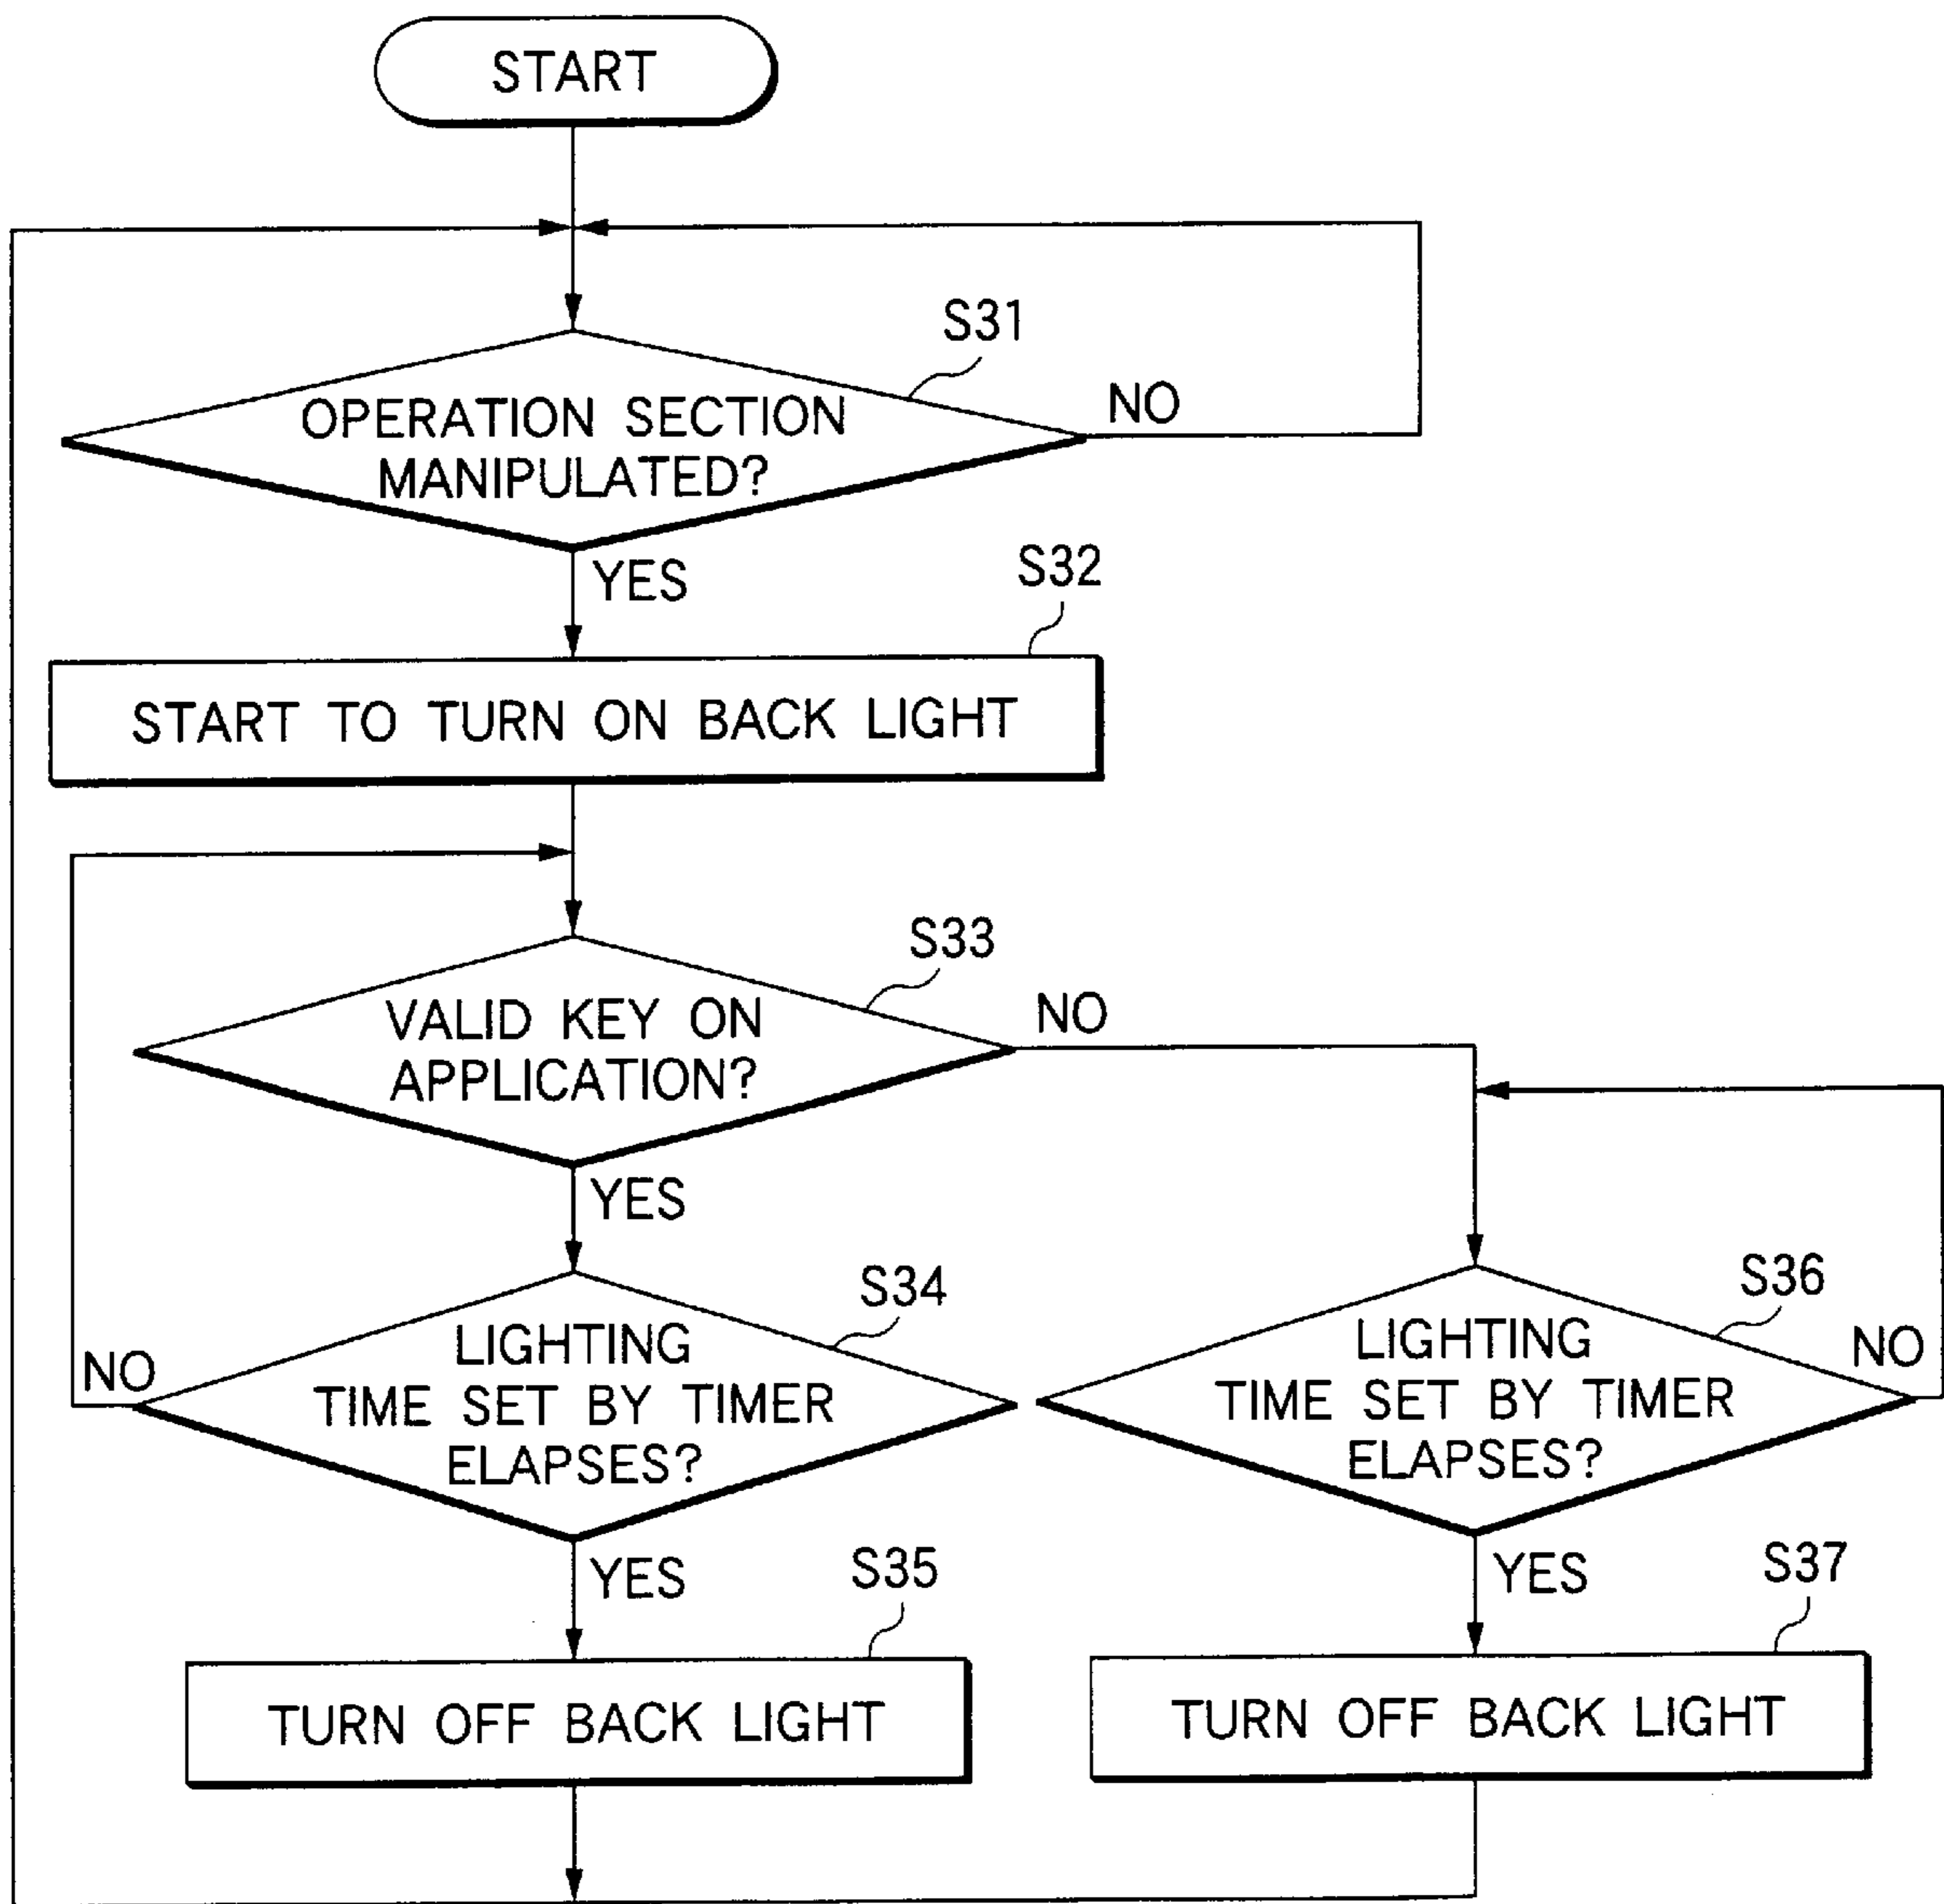 START
S31
OPERATION SECTION
MANIPULATED?
NO
YES
S32
START TO TURN ON BACK LIGHT
S33
VALID KEY ON
APPLICATION?
NO
YES
S34
LIGHTING
TIME SET BY TIMER
ELAPSES?
NO
YES
S35
TURN OFF BACK LIGHT
S36
LIGHTING
TIME SET BY TIMER
ELAPSES?
NO
YES
S37
TURN OFF BACK LIGHT